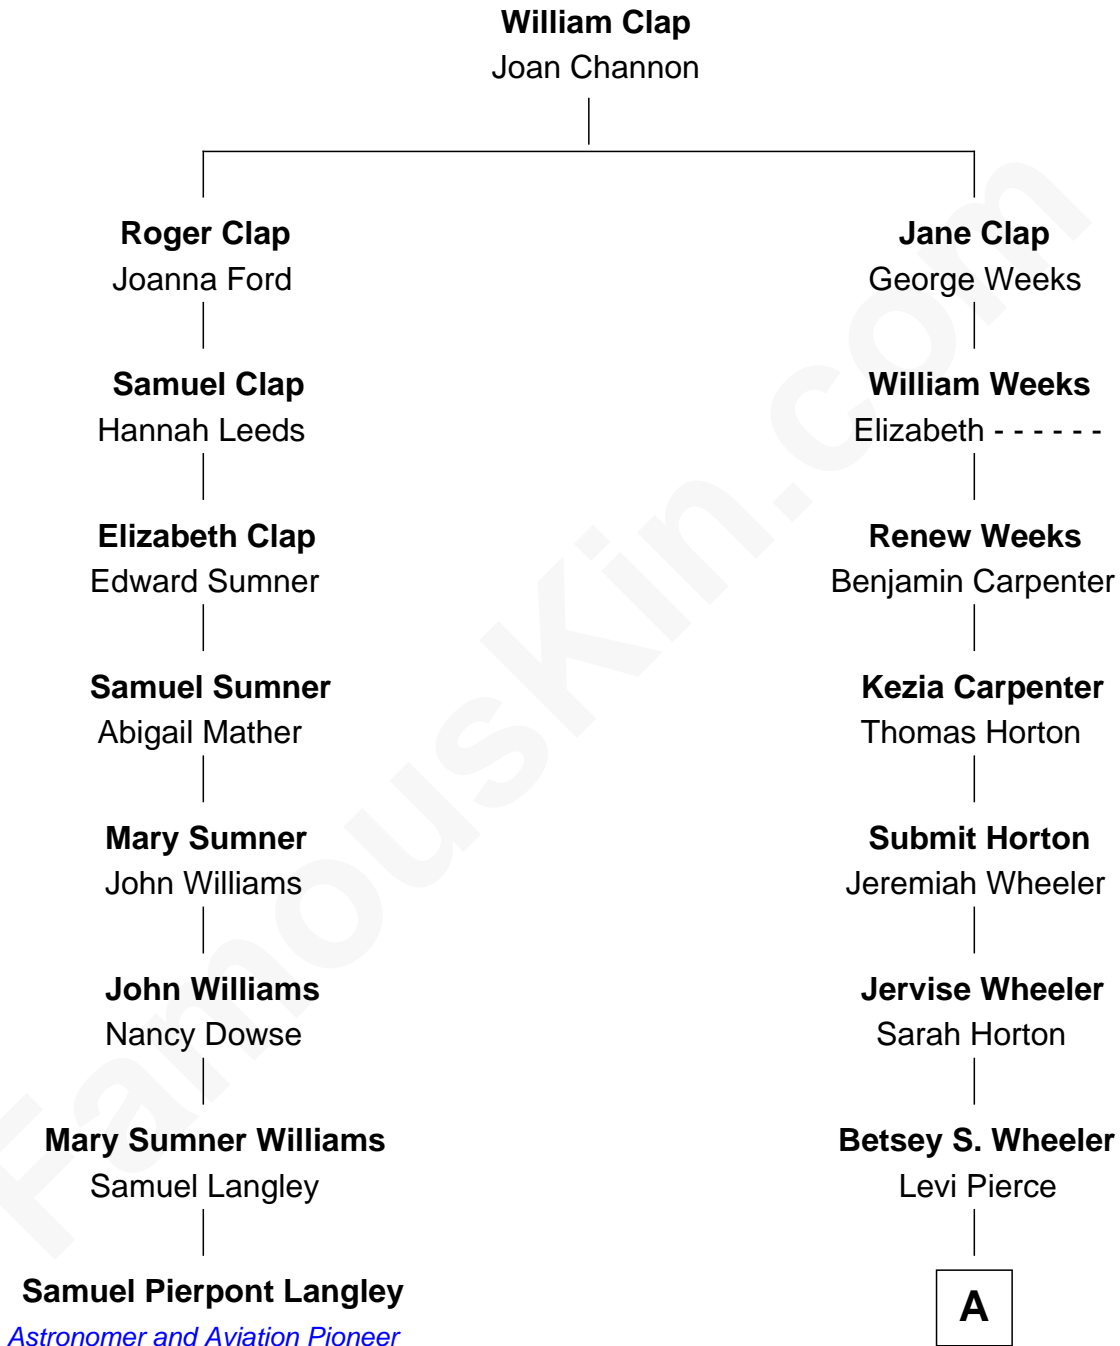 William Clap
Joan Channon
Roger Clap
Joanna Ford
Jane Clap
George Weeks
Samuel Clap
Hannah Leeds
William Weeks
Elizabeth - - - - - -
Elizabeth Clap
Edward Sumner
Renew Weeks
Benjamin Carpenter
Samuel Sumner
Abigail Mather
Kezia Carpenter
Thomas Horton
Mary Sumner
John Williams
Submit Horton
Jeremiah Wheeler
John Williams
Nancy Dowse
Jervise Wheeler
Sarah Horton
Mary Sumner Williams
Samuel Langley
Betsey S. Wheeler
Levi Pierce
Samuel Pierpont Langley
Astronomer and Aviation Pioneer
A
FamousKin.com